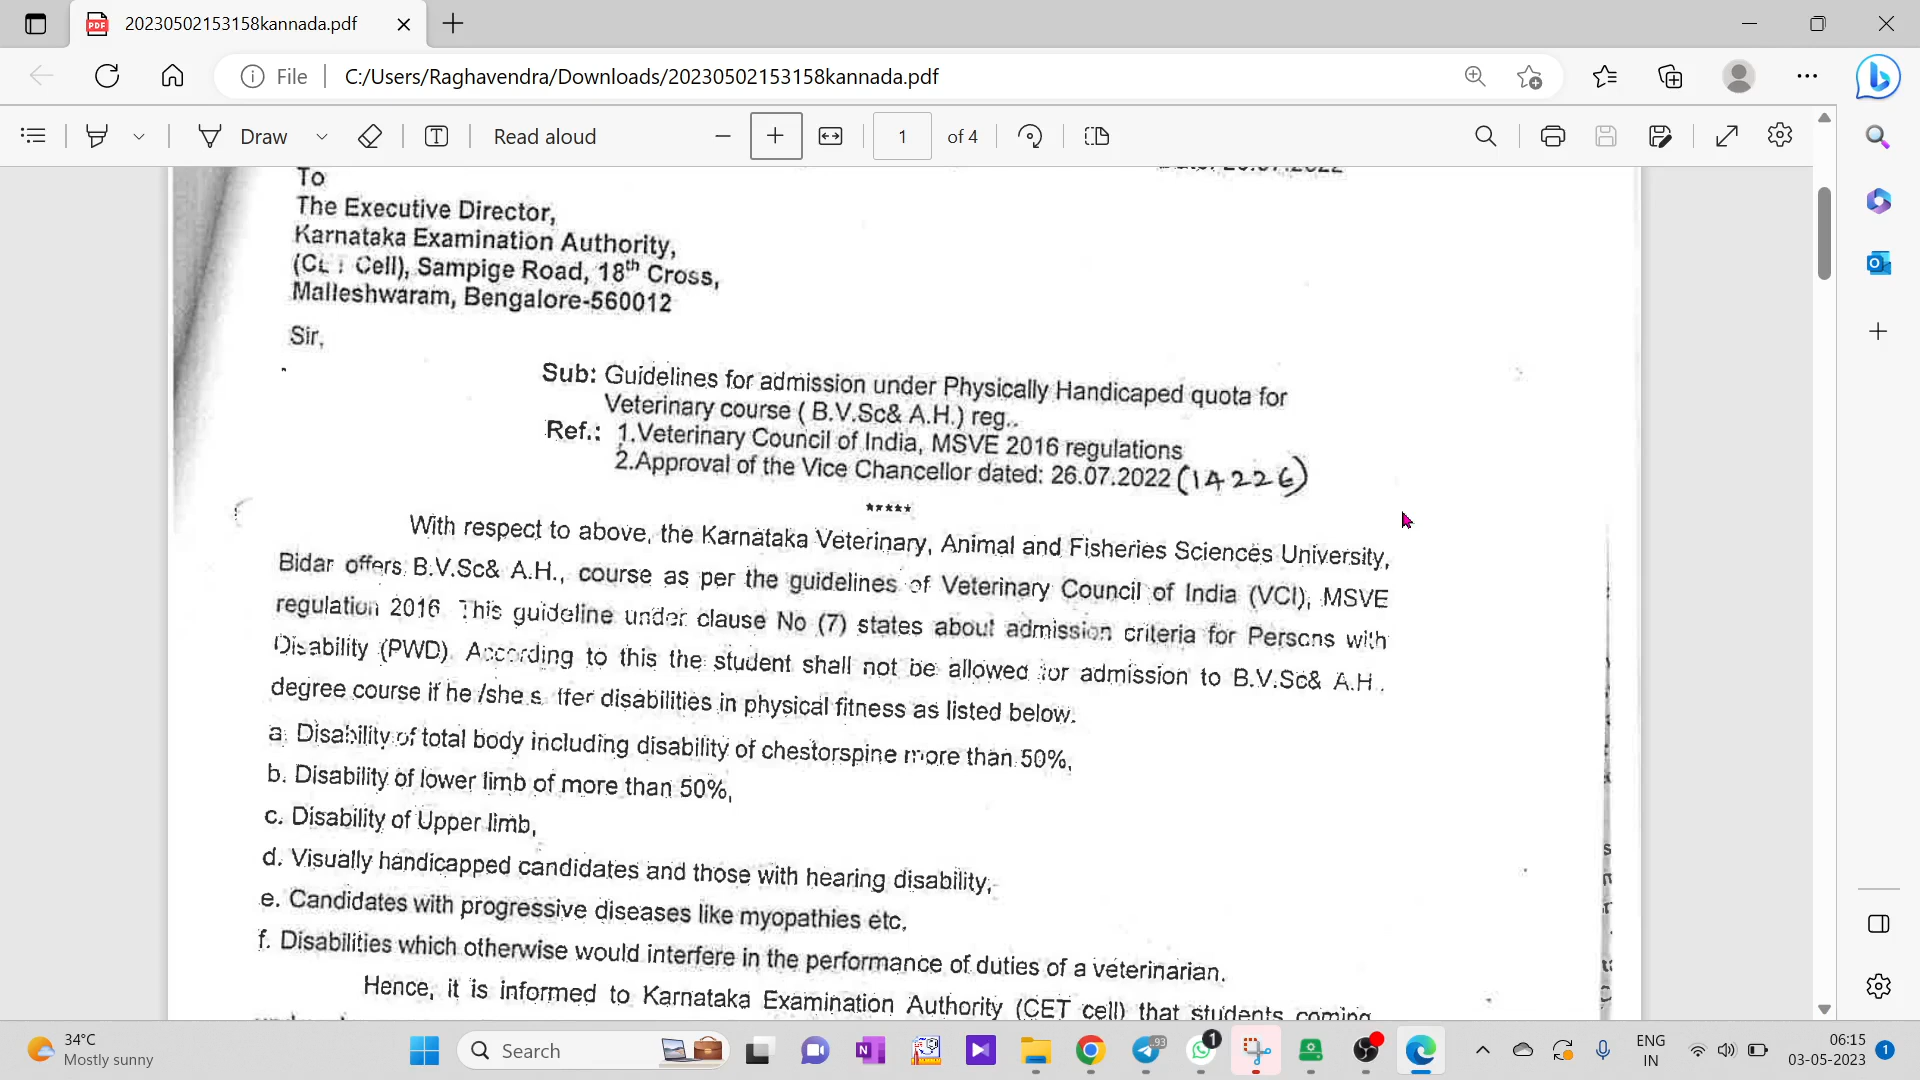 20230502153158kannada.pdf
File
C:/Users/Raghavendra/Downloads/20230502153158kannada.pdf
Draw
Read aloud
1 of 4
To
The Executive Director,
Karnataka Examination Authority,
Cell), Sampige Road, 18th Cross,
Malleshwaram, Bengalore-560012
Sir,
Sub: Guidelines for admission under Physically Handicaped quota for
Veterinary course ( B.V.Sc& A.H.) reg..
Ref.: 1.Veterinary Council of India, MSVE 2016 regulations
2.Approval of the Vice Chancellor dated: 26.07.2022 (14226)
*****
With respect to above, the Karnataka Veterinary, Animal and Fisheries Sciences University,
Bidar offers B.V.Sc& A.H., course as per the guidelines of Veterinary Council of India (VCI), MSVE
regulation 2016 This guideline under clause No (7) states about admission criteria for Persons with
Disability (PWD). According to this the student shall not be allowed for admission to B.V.Sc& A.H.
degree course if he /she disabilities in physical fitness as listed below.
a. Disability of total body including disability of chestorspine more than 50%,
b. Disability of lower limb of more than 50%,
c. Disability of Upper limb,
d. Visually handicapped candidates and those with hearing disability,
e. Candidates with progressive diseases like myopathies etc.
f. Disabilities which otherwise would interfere in the performance of duties of a veterinarian.
Hence, it is informed to Karnataka Examination Authority (CET cell) that students coming
34°C
Mostly sunny
Search
93
1
ENG
IN
06:15
03-05-2023
1